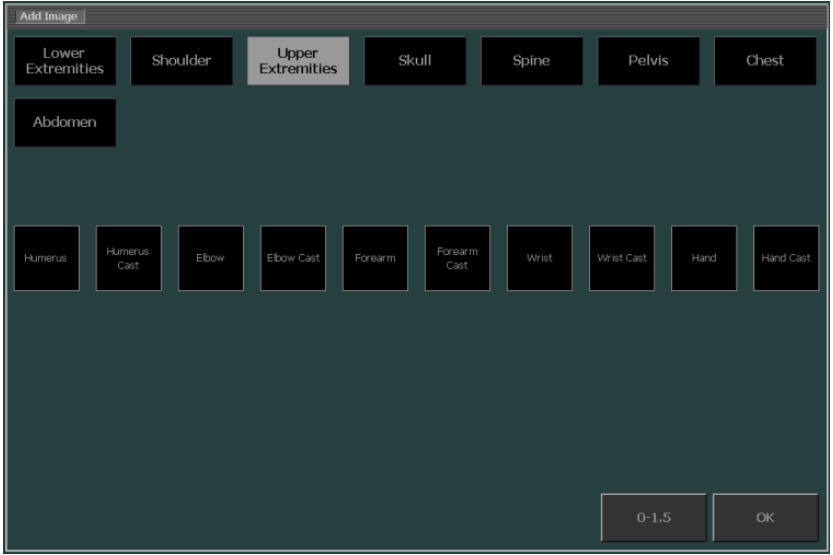 Add Image
Lower
Extremities
Shoulder
Upper
Extremities
Skull
Spine
Pelvis
Chest
Abdomen
Humerus
Humerus
Cast
Elbow
Elbow Cast
Forearm
Forearm
Cast
Wrist
Wrist Cast
Hand
Hand Cast
0-1.5
OK